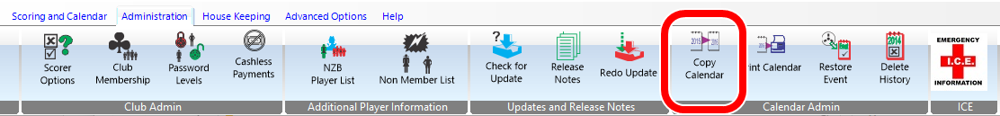 Scoring and Calendar Administration House Keeping Advanced Options Help
Scorer Options
Club Membership
Password Levels
Cashless Payments
Club Admin
NZB Player List
Non Member List
Additional Player Information
?
Check for Update
Release Notes
Redo Update
Updates and Release Notes
2015
Copy Calendar
rint Calendar
Restore Event
2014
Delete History
Calendar Admin
EMERGENCY
I.C.E.
INFORMATION
ICE